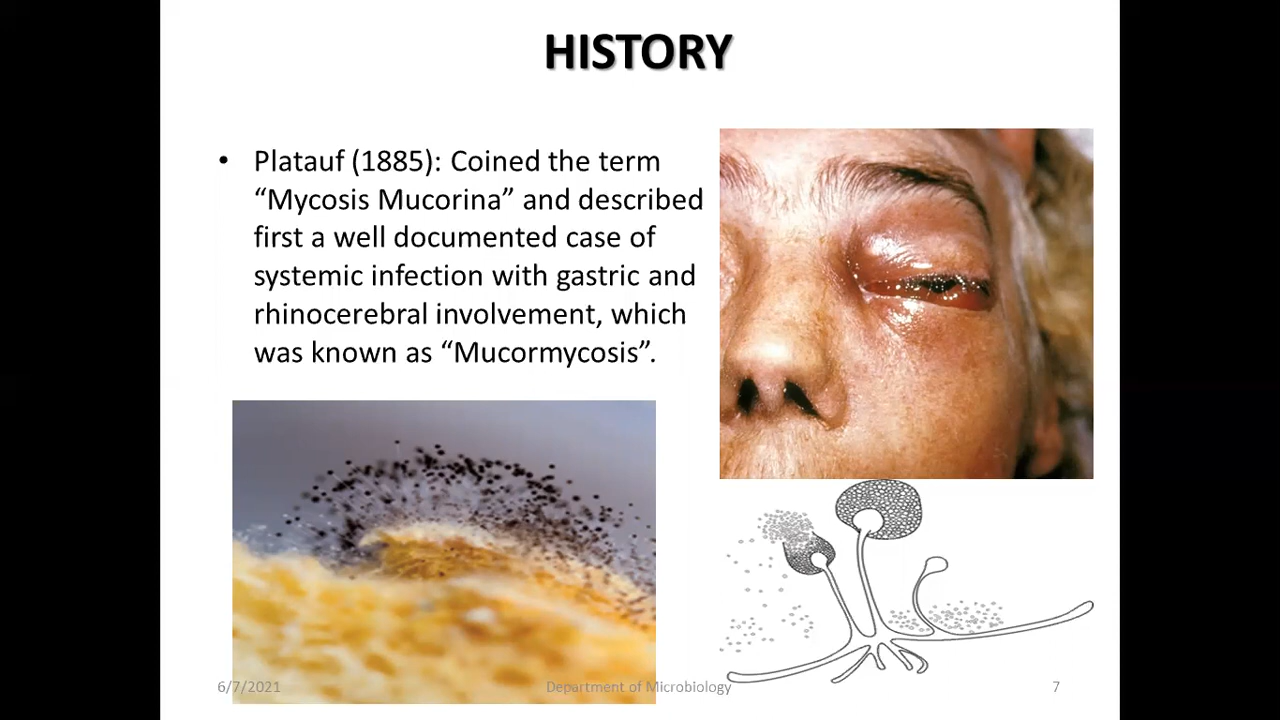 HISTORY
• Platauf (1885): Coined the term
“Mycosis Mucorina” and described
first a well documented case of
systemic infection with gastric and
rhinocerebral involvement, which
was known as “Mucormycosis”.
6/7/2021
Department of Microbiology
7